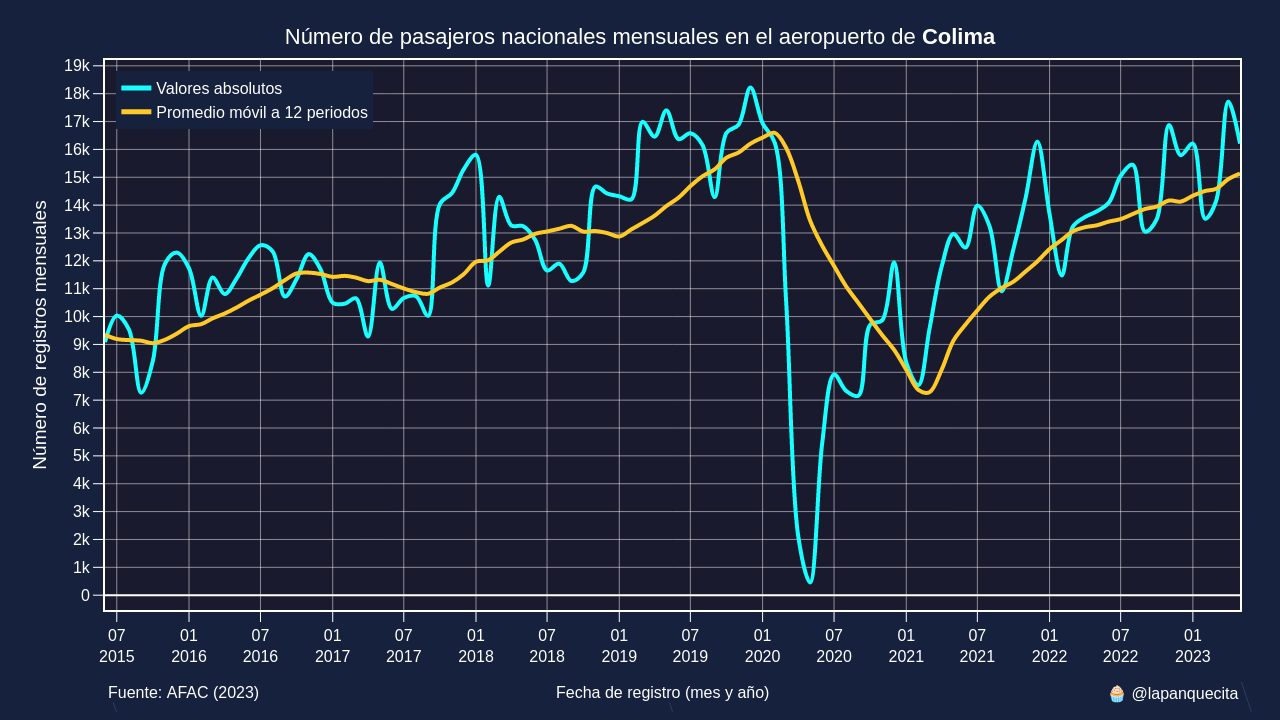 Número de pasajeros nacionales mensuales en el aeropuerto de Colima
Número de registros mensuales
19k
18k
17k
16k
15k
14k
13k
12k
11k
10k
9k
8k
7k
6k
5k
4k
3k
2k
1k
0
Valores absolutos
Promedio móvil a 12 periodos
07 01 07 01 07 01 07 01 07 01 07 01 07 01 07 01
2015 2016 2016 2017 2017 2018 2018 2019 2019 2020 2020 2021 2021 2022 2022 2023
Fuente: AFAC (2023) Fecha de registro (mes y año) 🧁 @lapanquecita